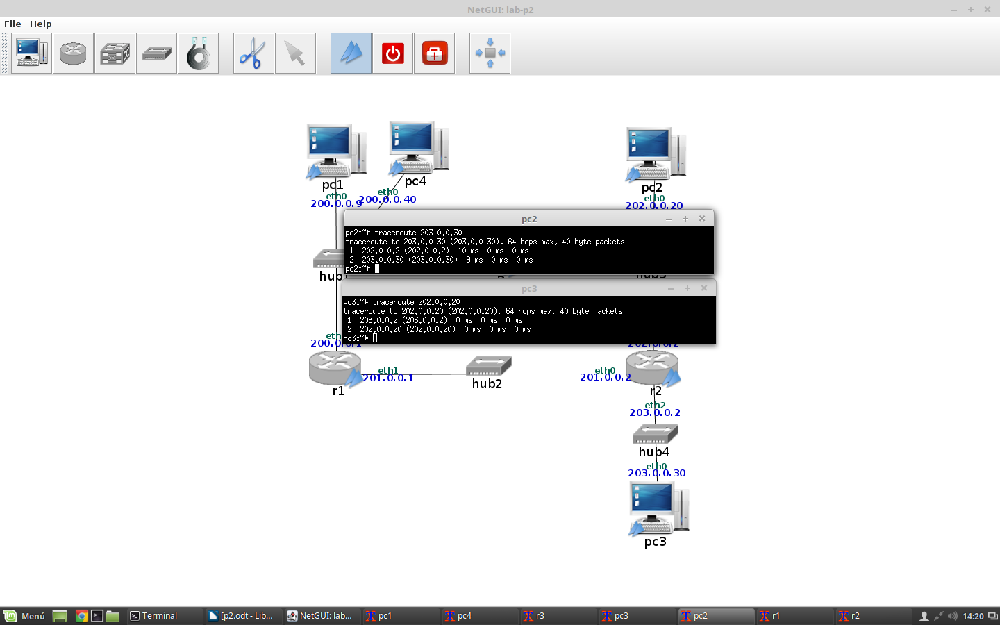 NetGUI: lab-p2
File Help
pc1
eth0
200.0.0.9
pc4
eth0
200.0.0.40
pc2
eth0
202.0.0.20
pc2
pc2:~# traceroute 203.0.0.30
traceroute to 203.0.0.30 (203.0.0.30), 64 hops max, 40 byte packets
1 202.0.0.2 (202.0.0.2) 10 ms 0 ms 0 ms
2 203.0.0.30 (203.0.0.30) 9 ms 0 ms 0 ms
pc2:~#
pc3
pc3:~# traceroute 202.0.0.20
traceroute to 202.0.0.20 (202.0.0.20), 64 hops max, 40 byte packets
1 203.0.0.2 (203.0.0.2) 0 ms 0 ms 0 ms
2 202.0.0.20 (202.0.0.20) 0 ms 0 ms 0 ms
pc3:~#
r1
eth1
201.0.0.1
hub2
eth0
201.0.0.2
r2
eth2
203.0.0.2
hub4
eth0
203.0.0.30
pc3
Menú Terminal [p2.odt - Lib... NetGUI: lab... pc1 pc4 r3 pc3 pc2 r1 r2 14:20